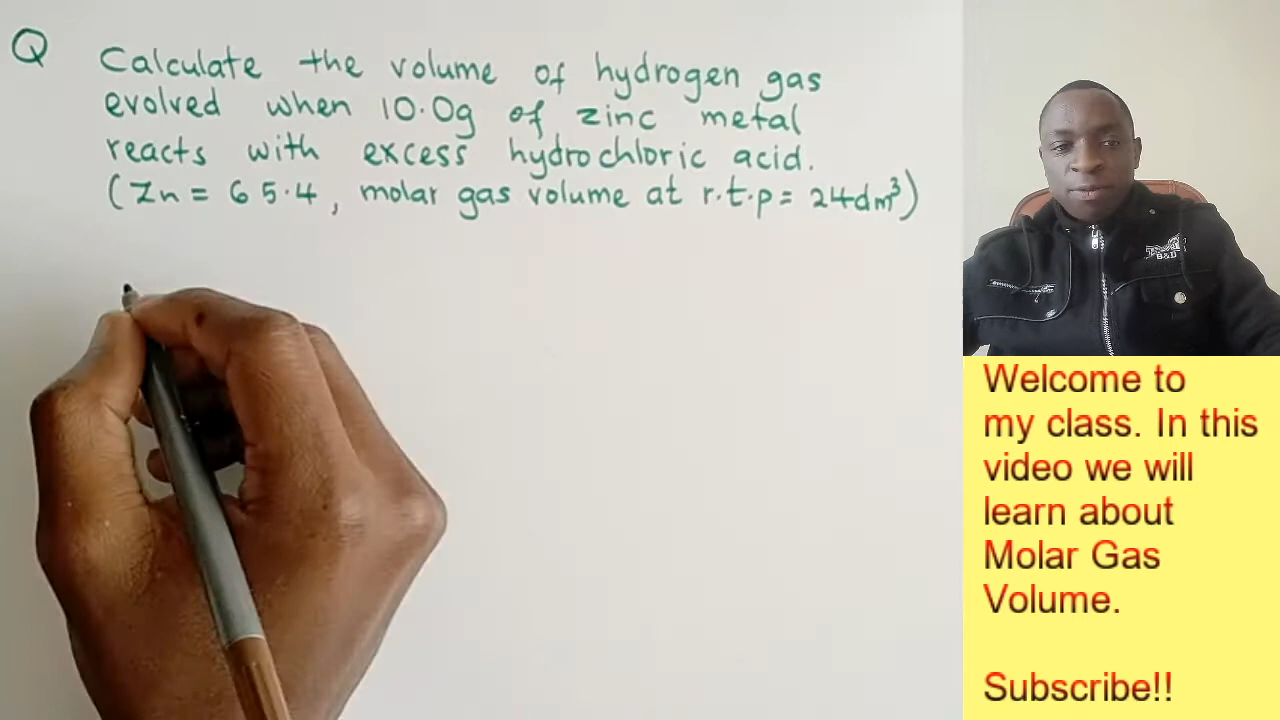 Q Calculate the volume of hydrogen gas
evolved when 10.0g of zinc metal
reacts with excess hydrochloric acid.
(Zn = 65.4, molar gas volume at r.t.p = 24dm³)
B&D
Welcome to
my class. In this
video we will
learn about
Molar Gas
Volume.
Subscribe!!